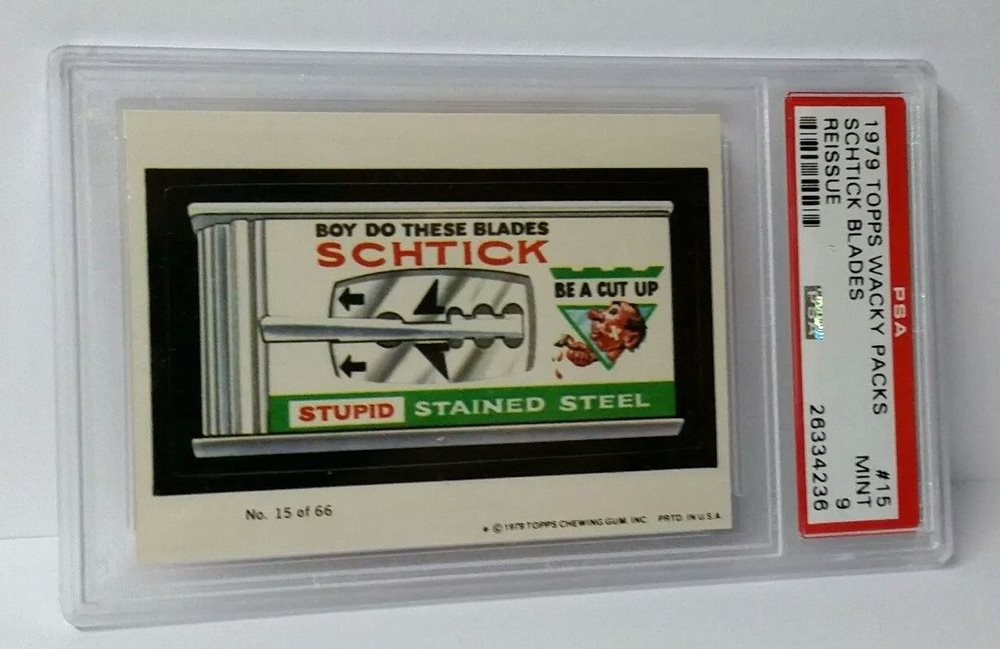 BOY DO THESE BLADES
SCHTICK
BE A CUT UP
STUPID STAINED STEEL
No. 15 of 66
* © 1979 TOPPS CHEWING GUM, INC. PRTD. IN U.S.A.
PSA
1979 TOPPS WACKY PACKS #15
SCHTICK BLADES MINT 9
REISSUE 26334236
PSA